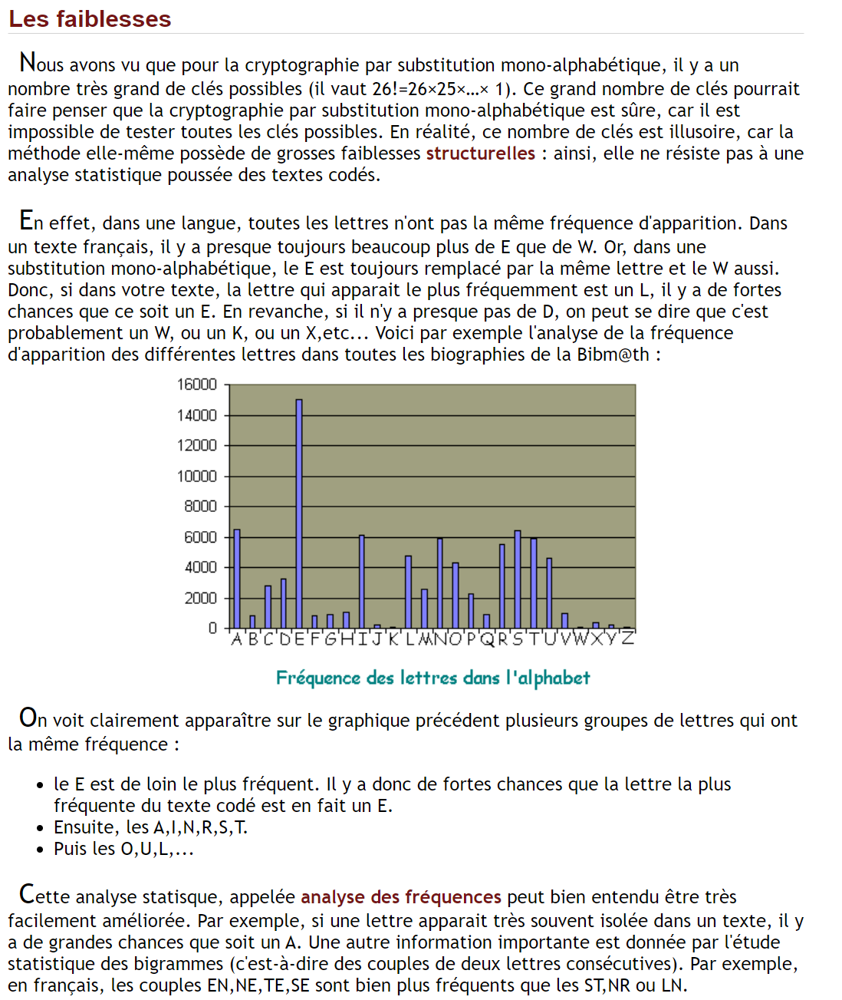 Les faiblesses
Nous avons vu que pour la cryptographie par substitution mono-alphabétique, il y a un
nombre très grand de clés possibles (il vaut 26!=26×25×...× 1). Ce grand nombre de clés pourrait
faire penser que la cryptographie par substitution mono-alphabétique est sûre, car il est
impossible de tester toutes les clés possibles. En réalité, ce nombre de clés est illusoire, car la
méthode elle-même possède de grosses faiblesses structurelles : ainsi, elle ne résiste pas à une
analyse statistique poussée des textes codés.
En effet, dans une langue, toutes les lettres n'ont pas la même fréquence d'apparition. Dans
un texte français, il y a presque toujours beaucoup plus de E que de W. Or, dans une
substitution mono-alphabétique, le E est toujours remplacé par la même lettre et le W aussi.
Donc, si dans votre texte, la lettre qui apparait le plus fréquemment est un L, il y a de fortes
chances que ce soit un E. En revanche, si il n'y a presque pas de D, on peut se dire que c'est
probablement un W, ou un K, ou un X,etc... Voici par exemple l'analyse de la fréquence
d'apparition des différentes lettres dans toutes les biographies de la Bibm@th :
16000
14000
12000
10000
8000
6000
4000
2000
0
A B C D E F G H I J K L M N O P Q R S T U V W X Y Z
Fréquence des lettres dans l'alphabet
On voit clairement apparaître sur le graphique précédent plusieurs groupes de lettres qui ont
la même fréquence :
• le E est de loin le plus fréquent. Il y a donc de fortes chances que la lettre la plus
fréquente du texte codé est en fait un E.
• Ensuite, les A,I,N,R,S,T.
• Puis les O,U,L,...
Cette analyse statisque, appelée analyse des fréquences peut bien entendu être très
facilement améliorée. Par exemple, si une lettre apparait très souvent isolée dans un texte, il y
a de grandes chances que soit un A. Une autre information importante est donnée par l'étude
statistique des bigrammes (c'est-à-dire des couples de deux lettres consécutives). Par exemple,
en français, les couples EN,NE,TE,SE sont bien plus fréquents que les ST,NR ou LN.